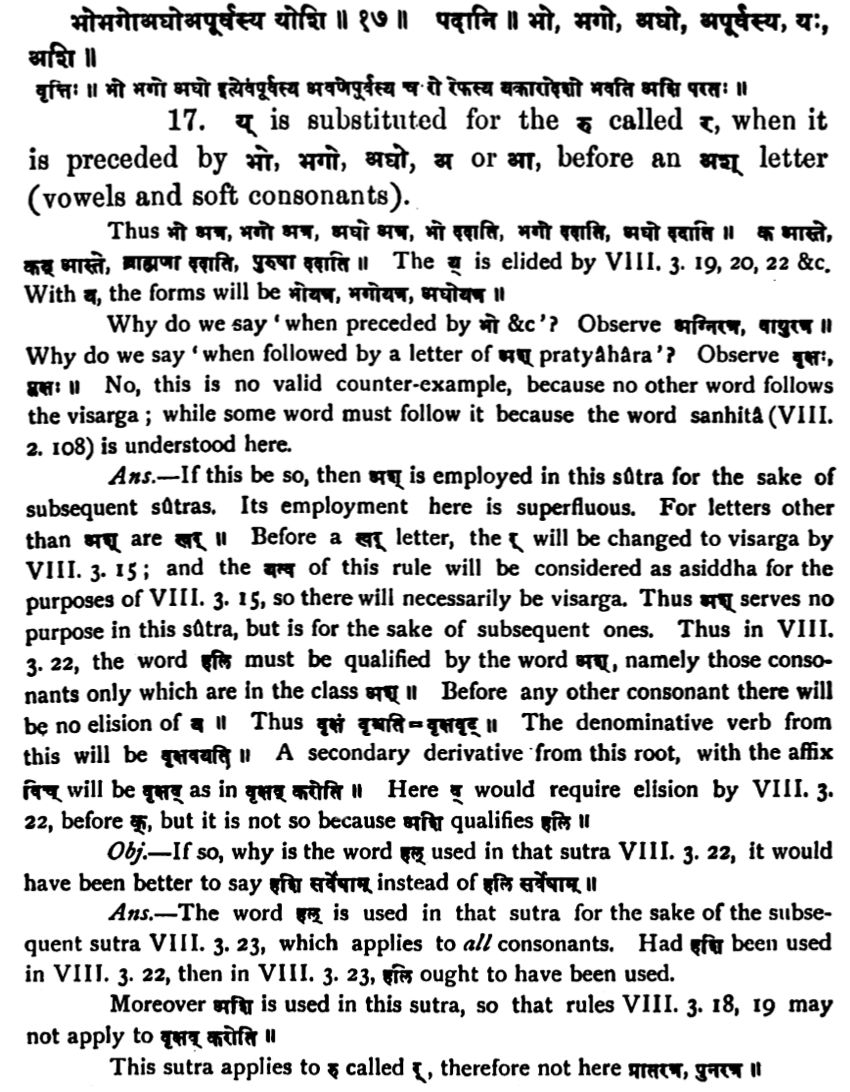 भोभगोअघोअपूर्वस्य योशि ॥ १७ ॥ पदानि ॥ भो, भगो, अघो, अपूर्वस्य, यः,
अशि ॥
वृत्तिः ॥ भो भगो अघो इत्येवंपूर्वस्य अवर्णपूर्वस्य च रो रेफस्य यकारादेशो भवति अशि परतः ॥
17. य् is substituted for the रु called र्, when it
is preceded by भो, भगो, अघो, अ or आ, before an अश् letter
(vowels and soft consonants).
Thus भो अत्र, भगो अत्र, अघो अत्र, भो ददाति, भगो ददाति, अघो ददाति ॥ क आस्ते,
कय् आस्ते, ब्राह्मणा ददाति, पुरुषा ददाति ॥ The य् is elided by VIII. 3. 19, 20, 22 &c.
With य, the forms will be भोयत्र, भगोयत्र, अघोयत्र ॥
Why do we say 'when preceded by भो &c'? Observe अग्निरत्र, वायुरत्र ॥
Why do we say 'when followed by a letter of अश् pratyâhâra'? Observe वृक्षः,
प्लक्षः ॥ No, this is no valid counter-example, because no other word follows
the visarga ; while some word must follow it because the word sanhitâ (VIII.
2. 108) is understood here.
Ans.—If this be so, then अश् is employed in this sûtra for the sake of
subsequent sûtras. Its employment here is superfluous. For letters other
than अश् are खर् ॥ Before a खर् letter, the र् will be changed to visarga by
VIII. 3. 15 ; and the यत्व of this rule will be considered as asiddha for the
purposes of VIII. 3. 15, so there will necessarily be visarga. Thus अश् serves no
purpose in this sûtra, but is for the sake of subsequent ones. Thus in VIII.
3. 22, the word हलि must be qualified by the word अश्, namely those conso-
nants only which are in the class अश् ॥ Before any other consonant there will
be no elision of य ॥ Thus वृक्षं वृश्चति = वृक्षवृट् ॥ The denominative verb from
this will be वृक्षवयति ॥ A secondary derivative from this root, with the affix
विच् will be वृक्षव् as in वृक्षव् करोति ॥ Here व् would require elision by VIII. 3.
22, before क्, but it is not so because अशि qualifies हलि ॥
Obj.—If so, why is the word हल् used in that sutra VIII. 3. 22, it would
have been better to say हशि सर्वेषाम् instead of हलि सर्वेषाम् ॥
Ans.—The word हल् is used in that sutra for the sake of the subse-
quent sutra VIII. 3. 23, which applies to all consonants. Had हशि been used
in VIII. 3. 22, then in VIII. 3. 23, हलि ought to have been used.
Moreover अशि is used in this sutra, so that rules VIII. 3. 18, 19 may
not apply to वृक्षव् करोति ॥
This sutra applies to रु called र्, therefore not here प्रातरत्र, पुनरत्र ॥